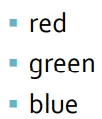 ▪ red
▪ green
▪ blue